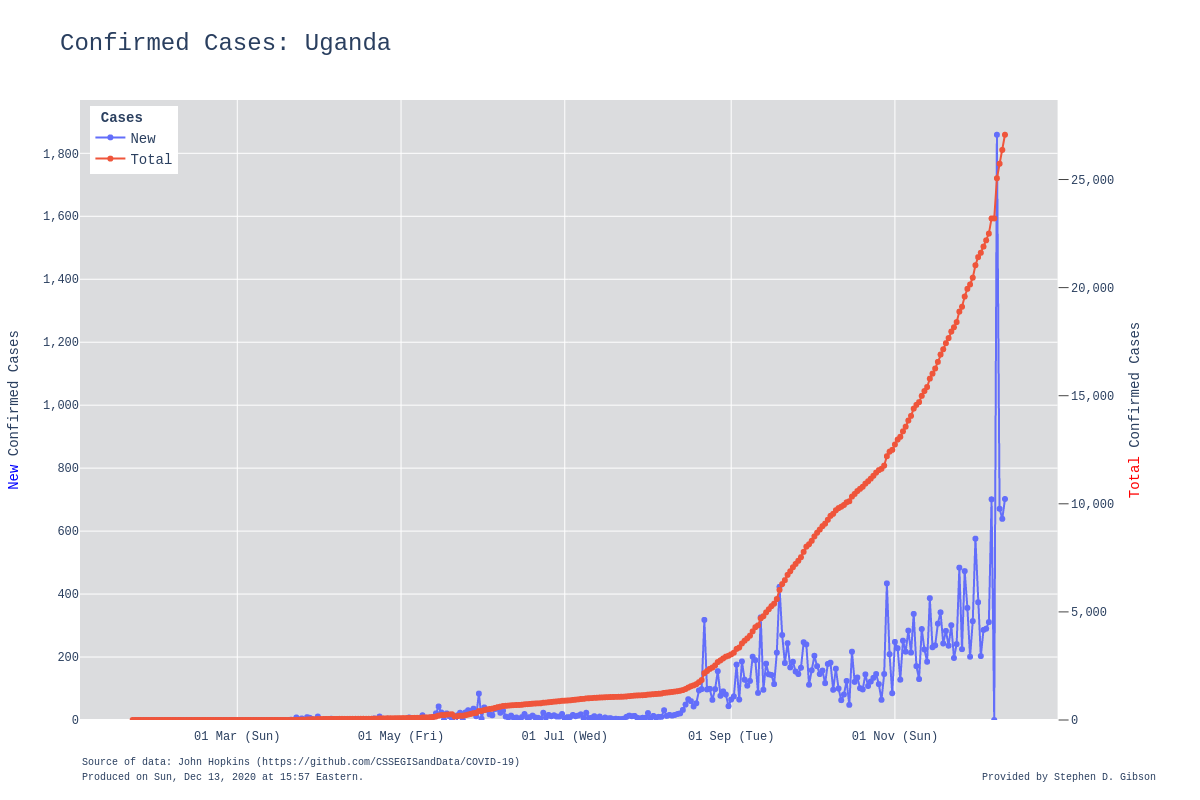 Confirmed Cases: Uganda
Cases
New
Total
1,800
1,600
1,400
1,200
1,000
800
600
400
200
0
25,000
20,000
15,000
10,000
5,000
0
New Confirmed Cases
Total Confirmed Cases
01 Mar (Sun)
01 May (Fri)
01 Jul (Wed)
01 Sep (Tue)
01 Nov (Sun)
Source of data: John Hopkins (https://github.com/CSSEGISandData/COVID-19)
Produced on Sun, Dec 13, 2020 at 15:57 Eastern.
Provided by Stephen D. Gibson